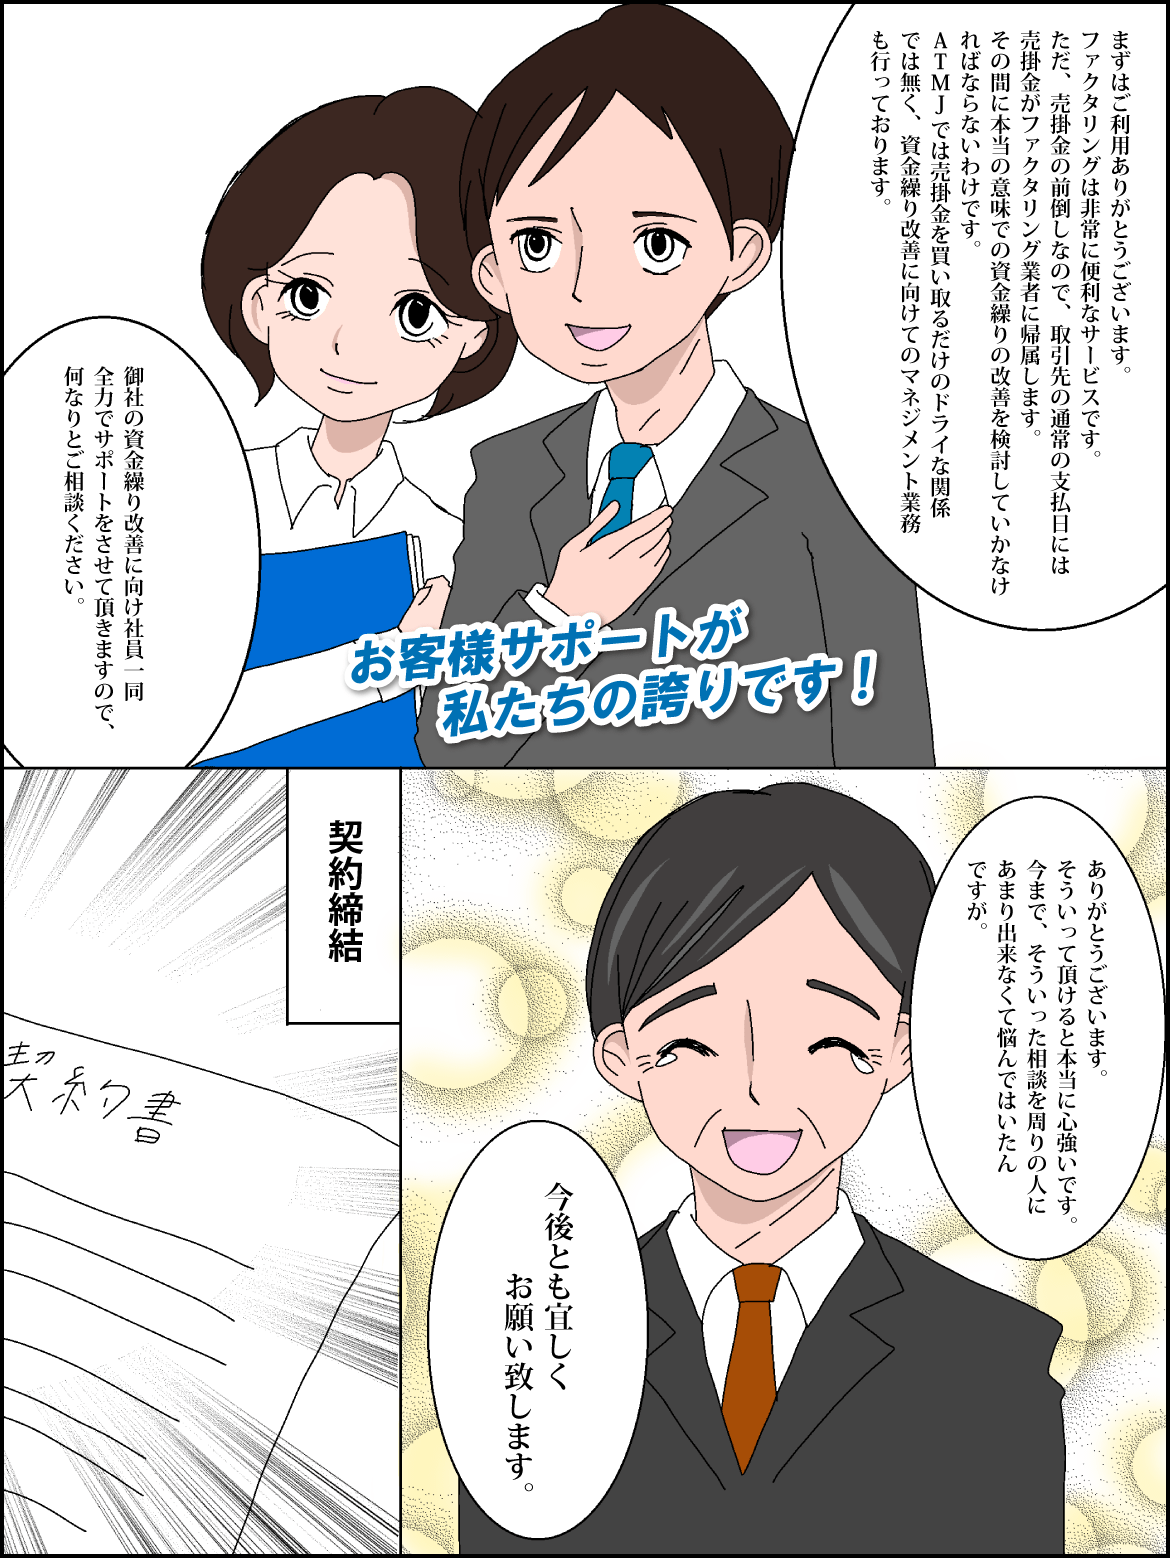 まずはご利用ありがとうございます。
ファクタリングは非常に便利なサービスです。
ただ、売掛金の前倒しなので、取引先の通常の支払日には
売掛金がファクタリング業者に帰属します。
その間に本当の意味での資金繰りの改善を検討していかなけ
ればならないわけです。
ATMJでは売掛金を買い取るだけのドライな関係
では無く、資金繰り改善に向けてのマネジメント業務
も行っております。
御社の資金繰り改善に向け社員一同
全力でサポートをさせて頂きますので、
何なりとご相談ください。
お客様サポートが
私たちの誇りです！
ありがとうございます。
そういって頂けると本当に心強いです。
今まで、そういった相談を周りの人に
あまり出来なくて悩んではいたん
ですが。
今後とも宜しく
お願い致します。
契約締結
契約書